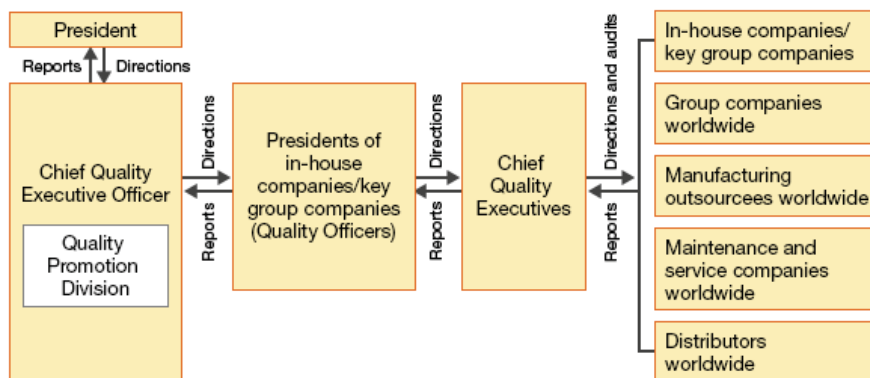 President
Reports
Directions
Chief Quality
Executive Officer
Quality
Promotion
Division
Directions
Reports
Presidents of
in-house
companies/key
group companies
(Quality Officers)
Directions
Reports
Chief
Quality
Executives
Directions and audits
Reports
In-house companies/
key group companies
Group companies
worldwide
Manufacturing
outsourcees worldwide
Maintenance and
service companies
worldwide
Distributors
worldwide